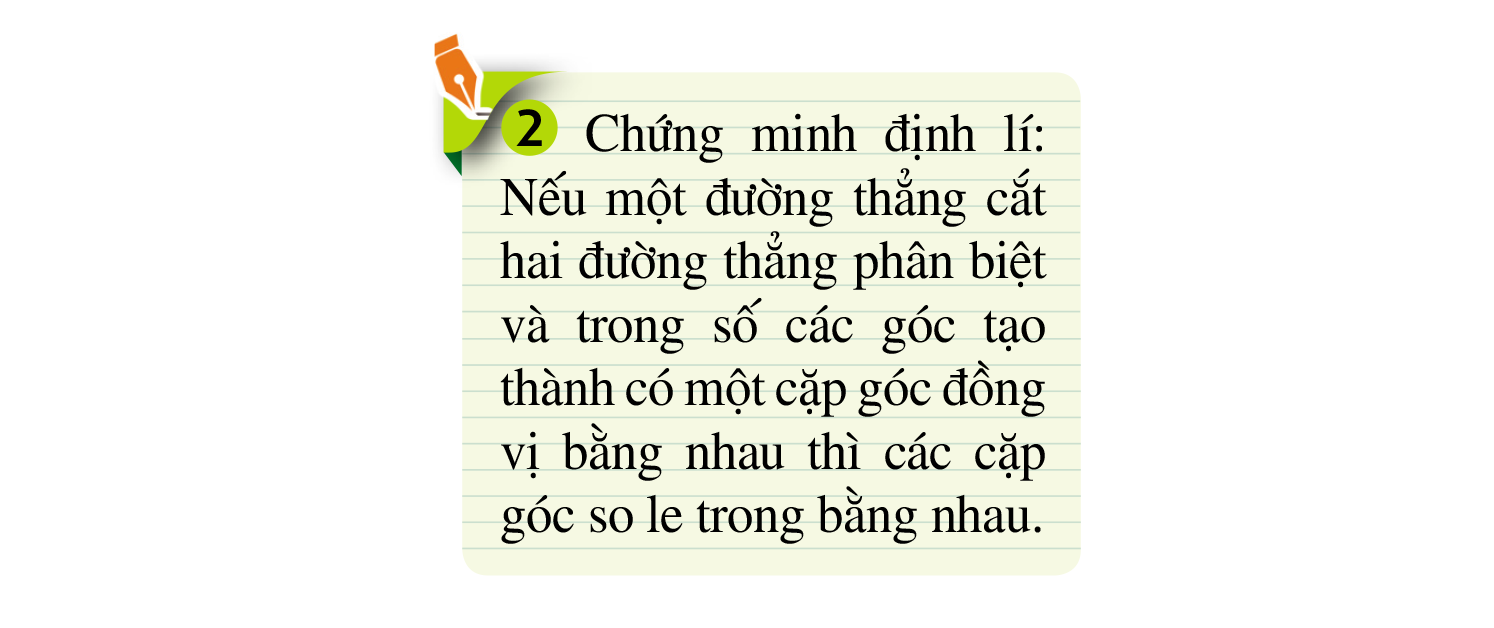 2 Chứng minh định lí:
Nếu một đường thẳng cắt
hai đường thẳng phân biệt
và trong số các góc tạo
thành có một cặp góc đồng
vị bằng nhau thì các cặp
góc so le trong bằng nhau.